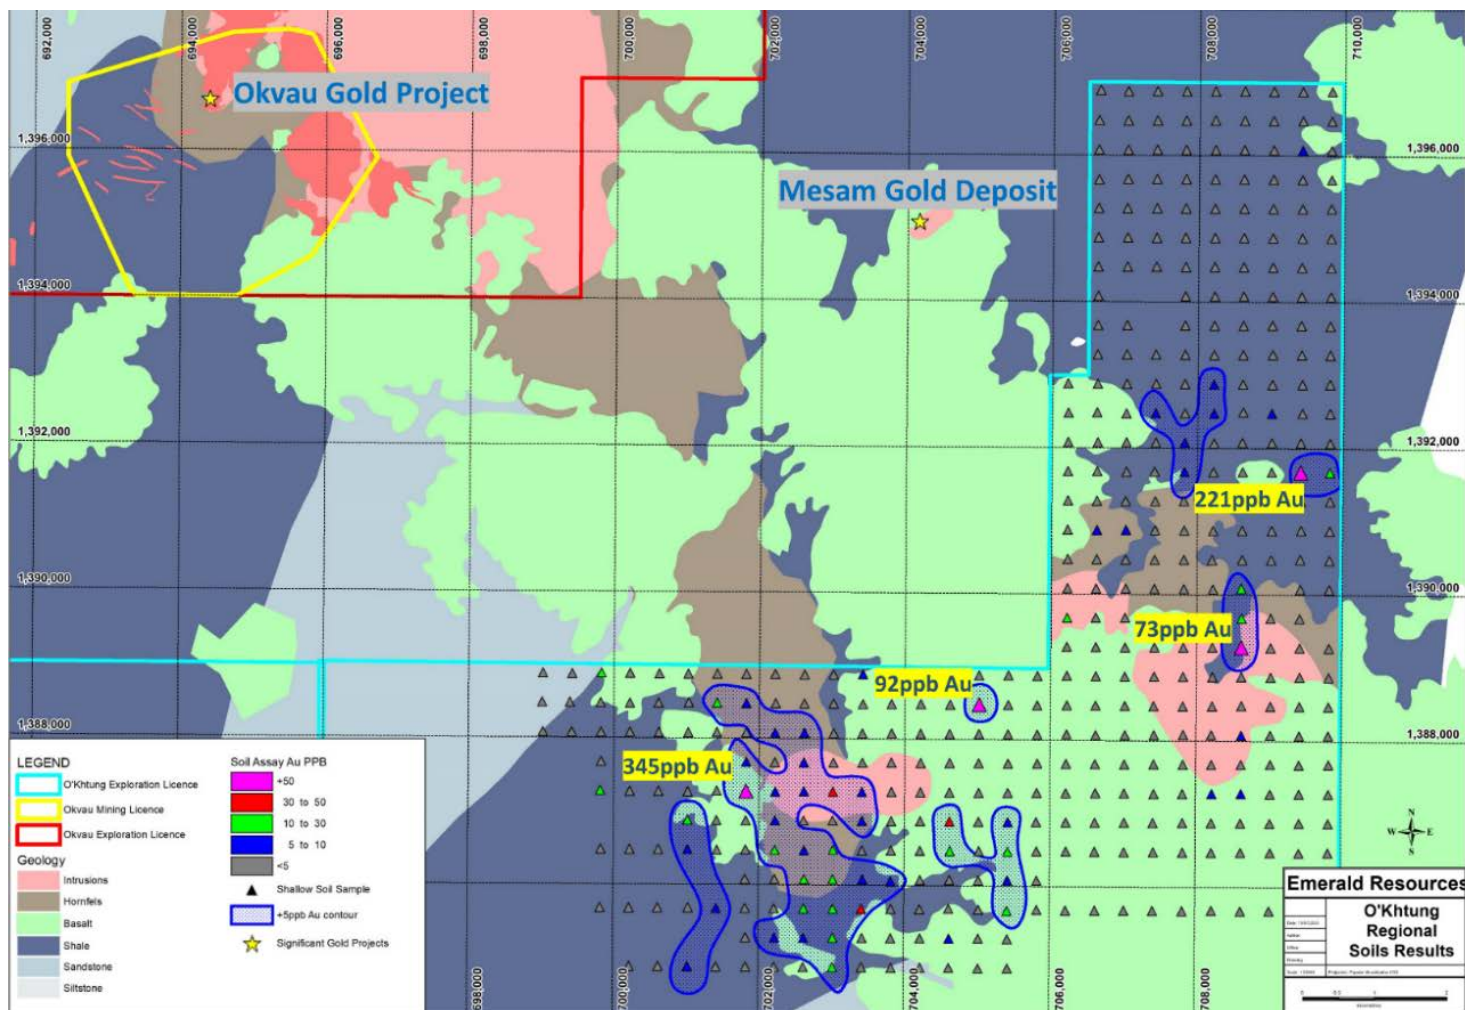 692,000
694,000
696,000
698,000
700,000
702,000
704,000
706,000
708,000
710,000
Okvau Gold Project
1,396,000
1,396,000
Mesam Gold Deposit
1,394,000
1,394,000
1,392,000
1,392,000
221ppb Au
1,390,000
1,390,000
73ppb Au
92ppb Au
1,388,000
1,388,000
345ppb Au
LEGEND
O'Khtung Exploration Licence
Okvau Mining Licence
Okvau Exploration Licence
Geology
Intrusions
Hornfels
Basalt
Shale
Sandstone
Siltstone
Soil Assay Au PPB
+50
30 to 50
10 to 30
5 to 10
<5
Shallow Soil Sample
+5ppb Au contour
Significant Gold Projects
N
W E
S
Emerald Resources
O'Khtung
Regional
Soils Results
698,000
700,000
702,000
704,000
706,000
708,000